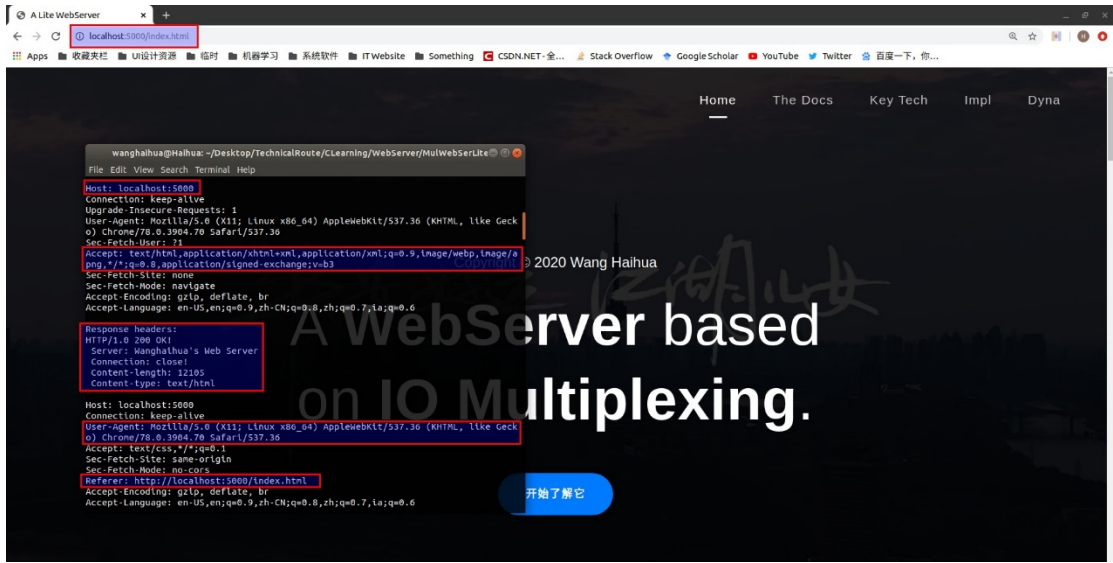 A Lite WebServer
localhost:5000/index.html
Apps 收藏夹栏 UI设计资源 临时 机器学习 系统软件 IT Website Something CSDN.NET - 全... Stack Overflow Google Scholar YouTube Twitter 百度一下，你...
Home The Docs Key Tech Impl Dyna
wanghaihua@Haihua: ~/Desktop/TechnicalRoute/CLearning/WebServer/MulWebSerLite
File Edit View Search Terminal Help
Host: localhost:5000
Connection: keep-alive
Upgrade-Insecure-Requests: 1
User-Agent: Mozilla/5.0 (X11; Linux x86_64) AppleWebKit/537.36 (KHTML, like Geck
o) Chrome/78.0.3904.70 Safari/537.36
Sec-Fetch-User: ?1
Accept: text/html,application/xhtml+xml,application/xml;q=0.9,image/webp,image/a
png,*/*;q=0.8,application/signed-exchange;v=b3
Sec-Fetch-Site: none
Sec-Fetch-Mode: navigate
Accept-Encoding: gzip, deflate, br
Accept-Language: en-US,en;q=0.9,zh-CN;q=0.8,zh;q=0.7,ia;q=0.6
Response headers:
HTTP/1.0 200 OK!
Server: Wanghaihua's Web Server
Connection: close!
Content-length: 12105
Content-type: text/html
Host: localhost:5000
Connection: keep-alive
User-Agent: Mozilla/5.0 (X11; Linux x86_64) AppleWebKit/537.36 (KHTML, like Geck
o) Chrome/78.0.3904.70 Safari/537.36
Accept: text/css,*/*;q=0.1
Sec-Fetch-Site: same-origin
Sec-Fetch-Mode: no-cors
Referer: http://localhost:5000/index.html
Accept-Encoding: gzip, deflate, br
Accept-Language: en-US,en;q=0.9,zh-CN;q=0.8,zh;q=0.7,ia;q=0.6
Copyright © 2020 Wang Haihua
A WebServer based
on IO Multiplexing.
开始了解它